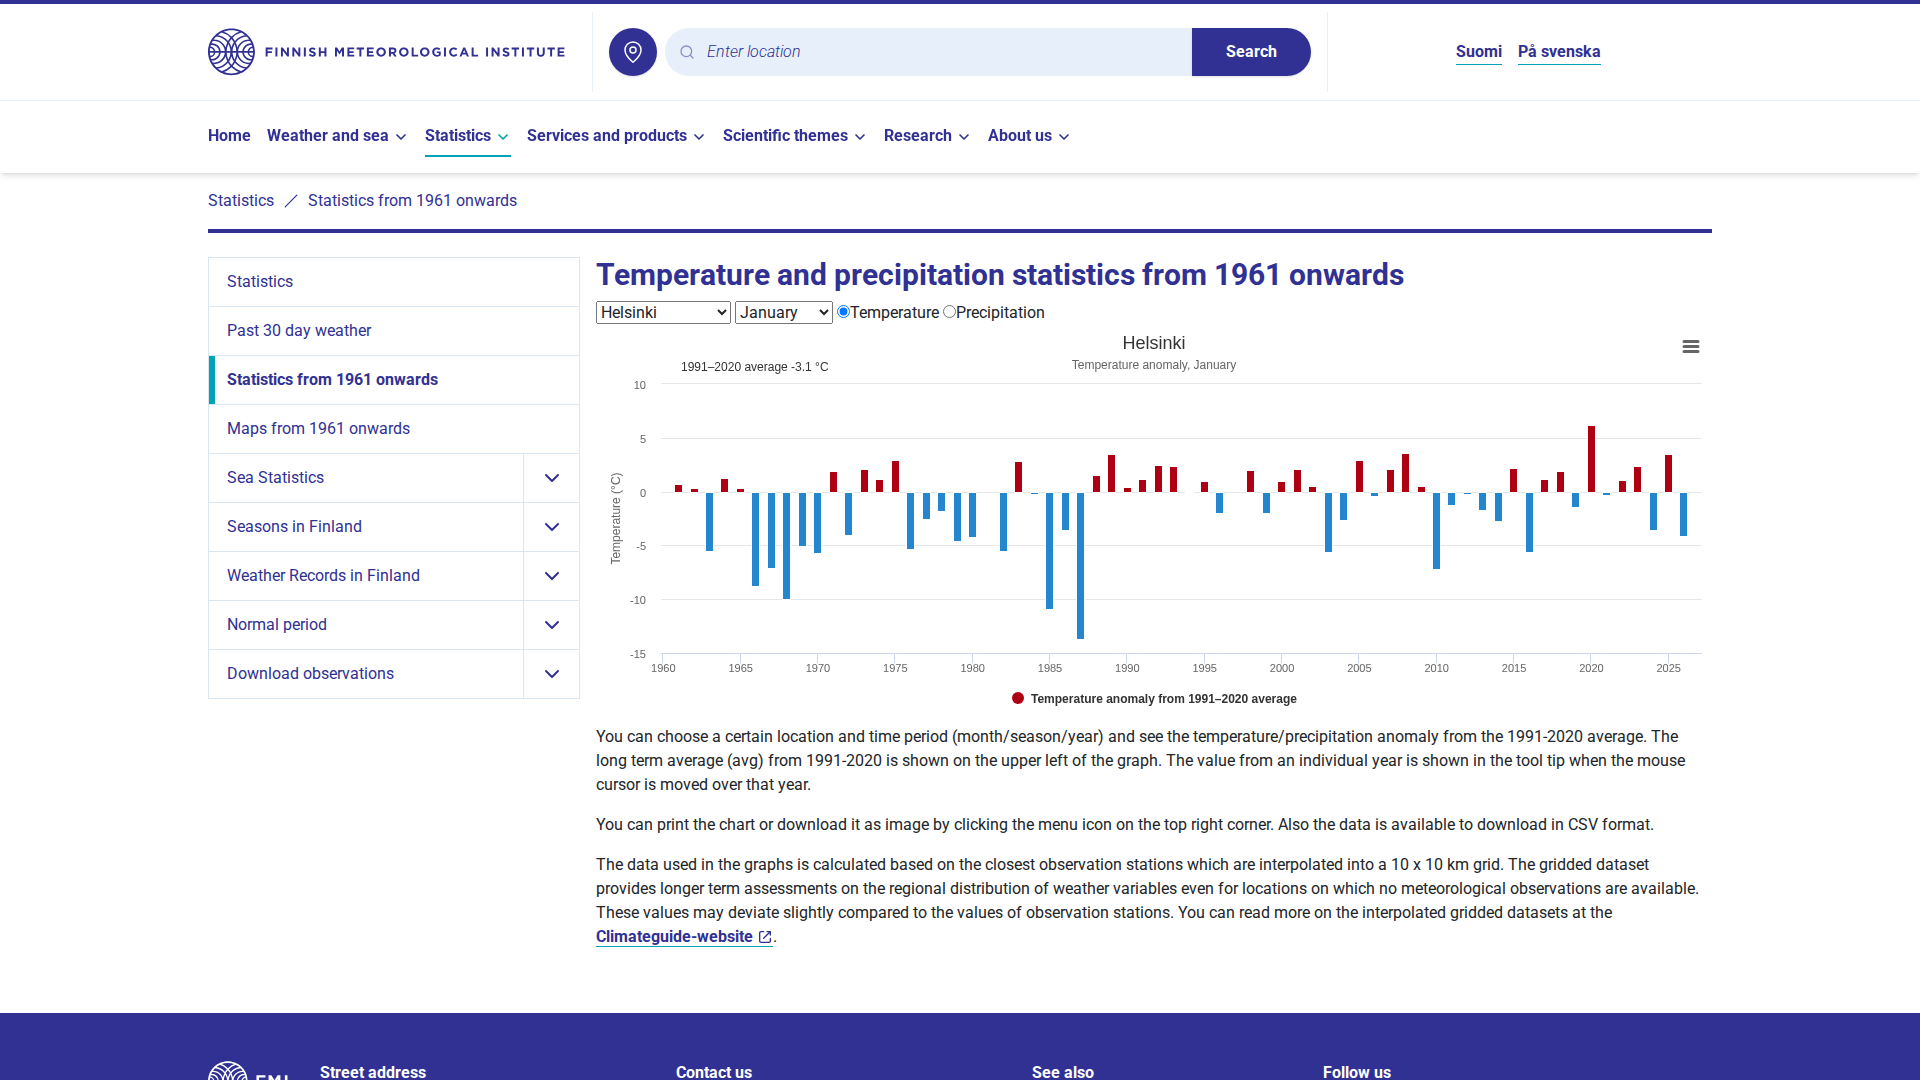 FINNISH METEOROLOGICAL INSTITUTE
Enter location
Search
Suomi
På svenska
Home
Weather and sea
Statistics
Services and products
Scientific themes
Research
About us
Statistics
Statistics from 1961 onwards
Statistics
Past 30 day weather
Statistics from 1961 onwards
Maps from 1961 onwards
Sea Statistics
Seasons in Finland
Weather Records in Finland
Normal period
Download observations
Temperature and precipitation statistics from 1961 onwards
Helsinki
January
Temperature
Precipitation
Helsinki
Temperature anomaly, January
1991–2020 average -3.1 °C
Temperature (°C)
10
5
0
-5
-10
-15
1960
1965
1970
1975
1980
1985
1990
1995
2000
2005
2010
2015
2020
2025
Temperature anomaly from 1991–2020 average
You can choose a certain location and time period (month/season/year) and see the temperature/precipitation anomaly from the 1991-2020 average. The
long term average (avg) from 1991-2020 is shown on the upper left of the graph. The value from an individual year is shown in the tool tip when the mouse
cursor is moved over that year.
You can print the chart or download it as image by clicking the menu icon on the top right corner. Also the data is available to download in CSV format.
The data used in the graphs is calculated based on the closest observation stations which are interpolated into a 10 x 10 km grid. The gridded dataset
provides longer term assessments on the regional distribution of weather variables even for locations on which no meteorological observations are available.
These values may deviate slightly compared to the values of observation stations. You can read more on the interpolated gridded datasets at the
Climateguide-website.
FMI
Street address
Contact us
See also
Follow us